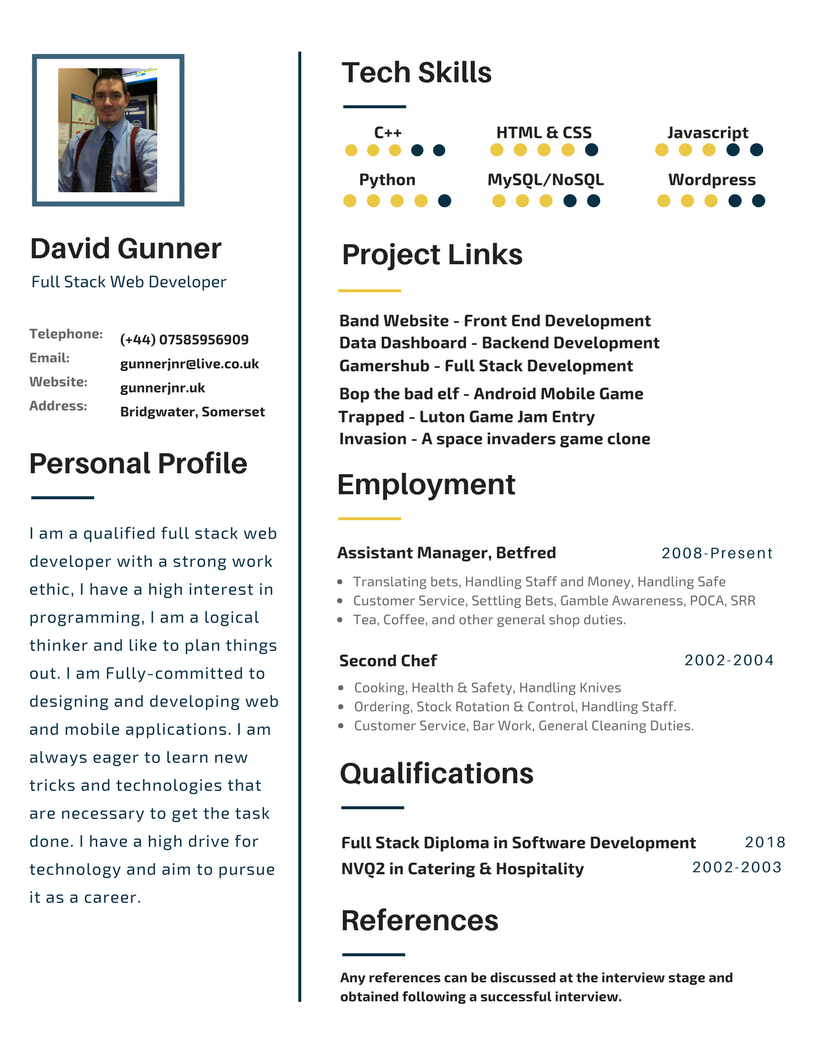 David Gunner
Full Stack Web Developer
Telephone: (+44) 07585956909
Email: gunnerjnr@live.co.uk
Website: gunnerjnr.uk
Address: Bridgwater, Somerset
Personal Profile
I am a qualified full stack web
developer with a strong work
ethic, I have a high interest in
programming, I am a logical
thinker and like to plan things
out. I am Fully-committed to
designing and developing web
and mobile applications. I am
always eager to learn new
tricks and technologies that
are necessary to get the task
done. I have a high drive for
technology and aim to pursue
it as a career.
Tech Skills
C++ HTML & CSS Javascript
Python MySQL/NoSQL Wordpress
Project Links
Band Website - Front End Development
Data Dashboard - Backend Development
Gamershub - Full Stack Development
Bop the bad elf - Android Mobile Game
Trapped - Luton Game Jam Entry
Invasion - A space invaders game clone
Employment
Assistant Manager, Betfred 2008-Present
Translating bets, Handling Staff and Money, Handling Safe
Customer Service, Settling Bets, Gamble Awareness, POCA, SRR
Tea, Coffee, and other general shop duties.
Second Chef 2002-2004
Cooking, Health & Safety, Handling Knives
Ordering, Stock Rotation & Control, Handling Staff.
Customer Service, Bar Work, General Cleaning Duties.
Qualifications
Full Stack Diploma in Software Development 2018
NVQ2 in Catering & Hospitality 2002-2003
References
Any references can be discussed at the interview stage and
obtained following a successful interview.